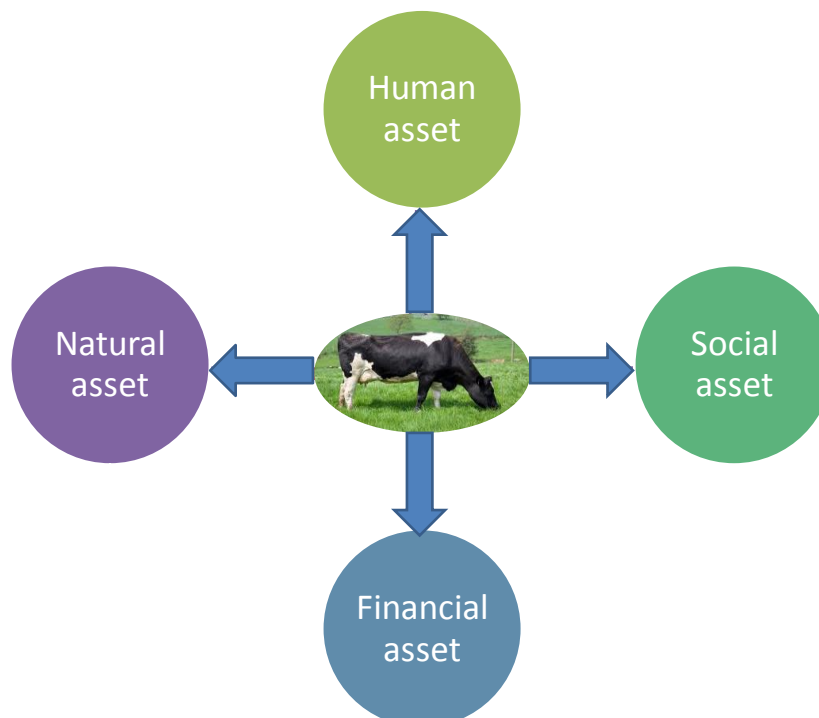 Human
asset
Natural
asset
Social
asset
Financial
asset